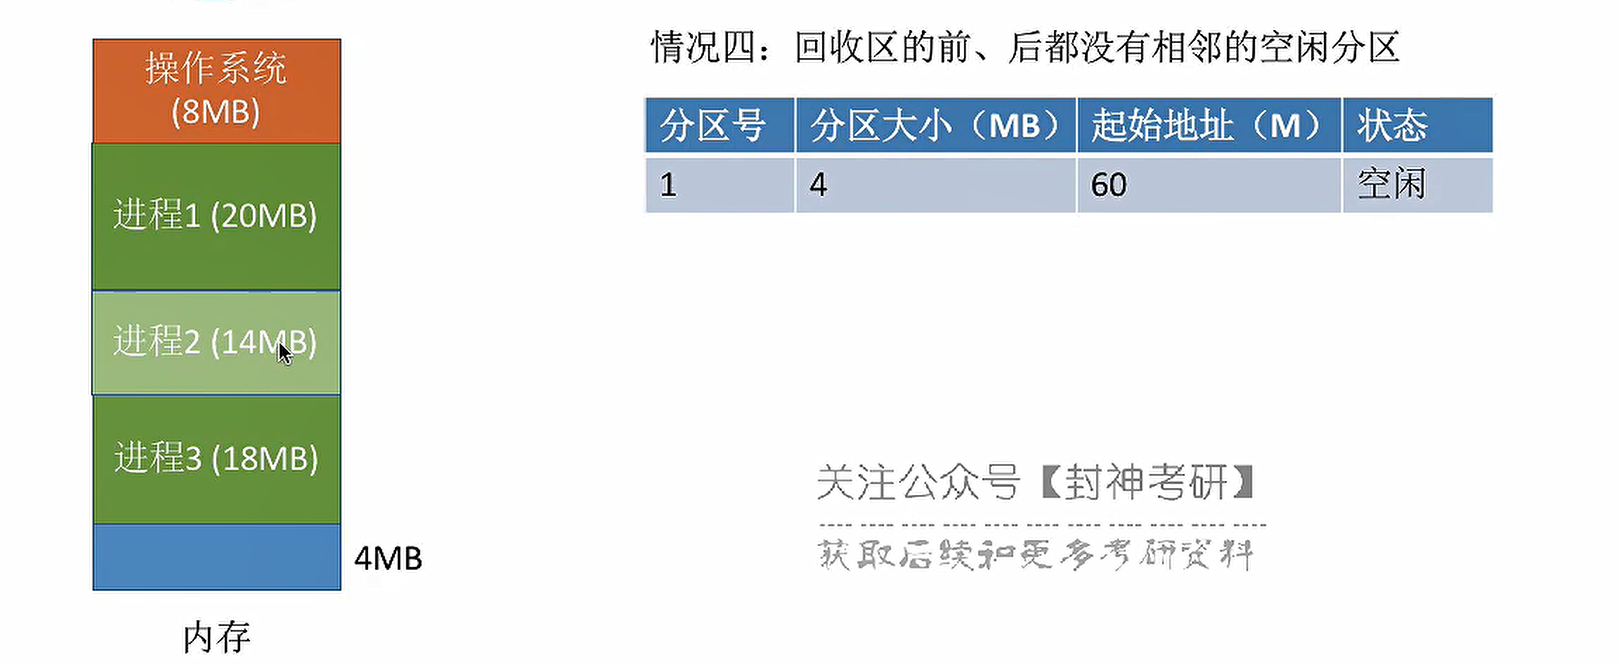 操作系统
(8MB)
进程1 (20MB)
进程2 (14MB)
进程3 (18MB)
4MB
内存
情况四：回收区的前、后都没有相邻的空闲分区
分区号 分区大小（MB） 起始地址（M） 状态
1 4 60 空闲
关注公众号【封神考研】
获取后续和更多考研资料